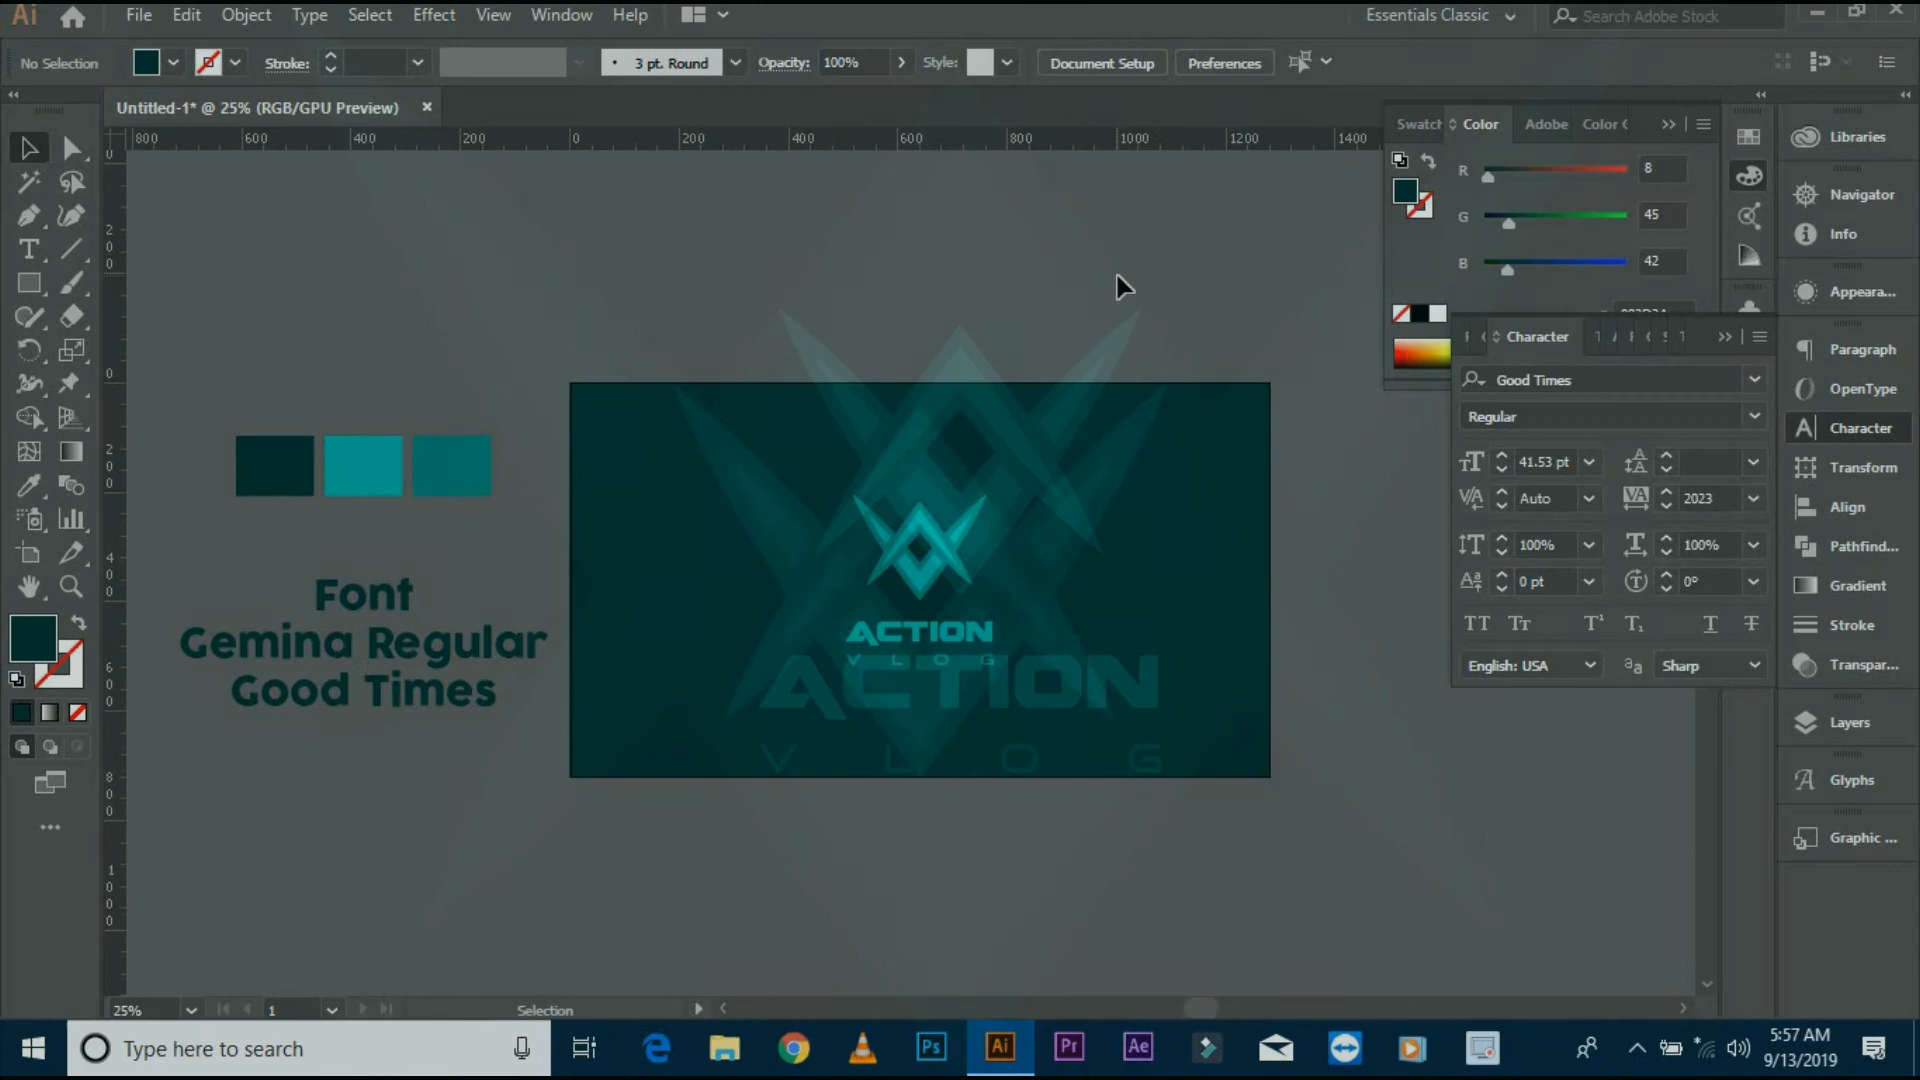 Ai File Edit Object Type Select Effect View Window Help Essentials Classic Search Adobe Stock
No Selection Stroke: 3 pt. Round Opacity: 100% Style: Document Setup Preferences
Untitled-1* @ 25% (RGB/GPU Preview)
800 600 400 200 0 200 400 600 800 1000 1200 1400
Swatch Color Adobe Color
R 8
G 45
B 42
Character
Good Times
Regular
41.53 pt
Auto 2023
100% 100%
0 pt 0°
English: USA Sharp
Libraries
Navigator
Info
Appeara...
Paragraph
OpenType
Character
Transform
Align
Pathfind...
Gradient
Stroke
Transpar...
Layers
Glyphs
Graphic ...
Font
Gemina Regular
Good Times
ACTION
VLOG
ACTION
VLOG
25% 1 Selection
Type here to search
Ps Ai Pr Ae
5:57 AM
9/13/2019